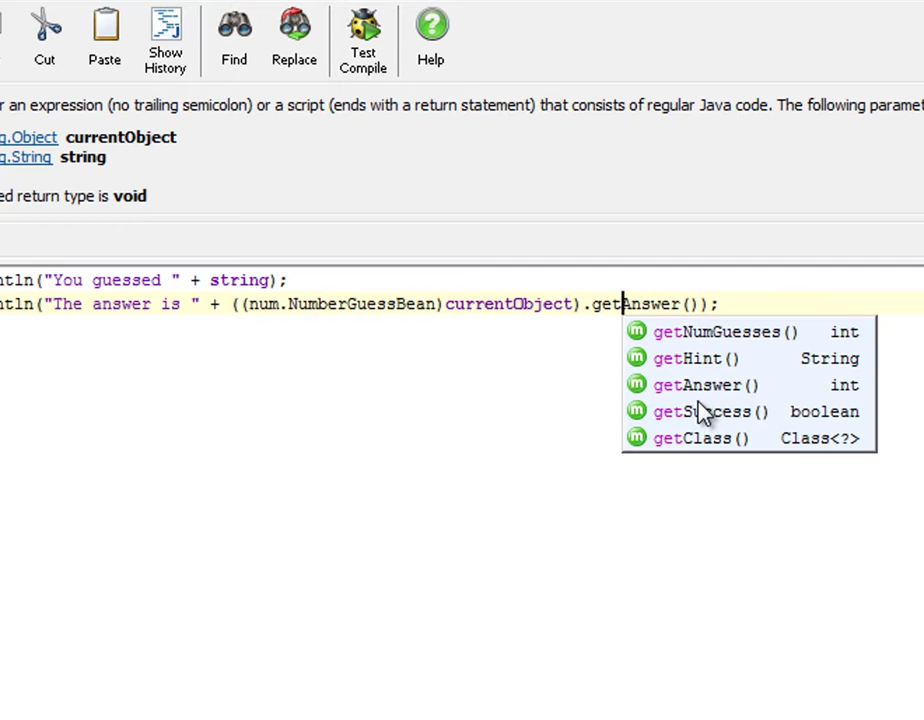 Cut Paste Show History Find Replace Test Compile Help
r an expression (no trailing semicolon) or a script (ends with a return statement) that consists of regular Java code. The following paramet
g.Object currentObject
g.String string
ed return type is void
ntln("You guessed " + string);
ntln("The answer is " + ((num.NumberGuessBean)currentObject).getAnswer());
getNumGuesses() int
getHint() String
getAnswer() int
getSuccess() boolean
getClass() Class<?>